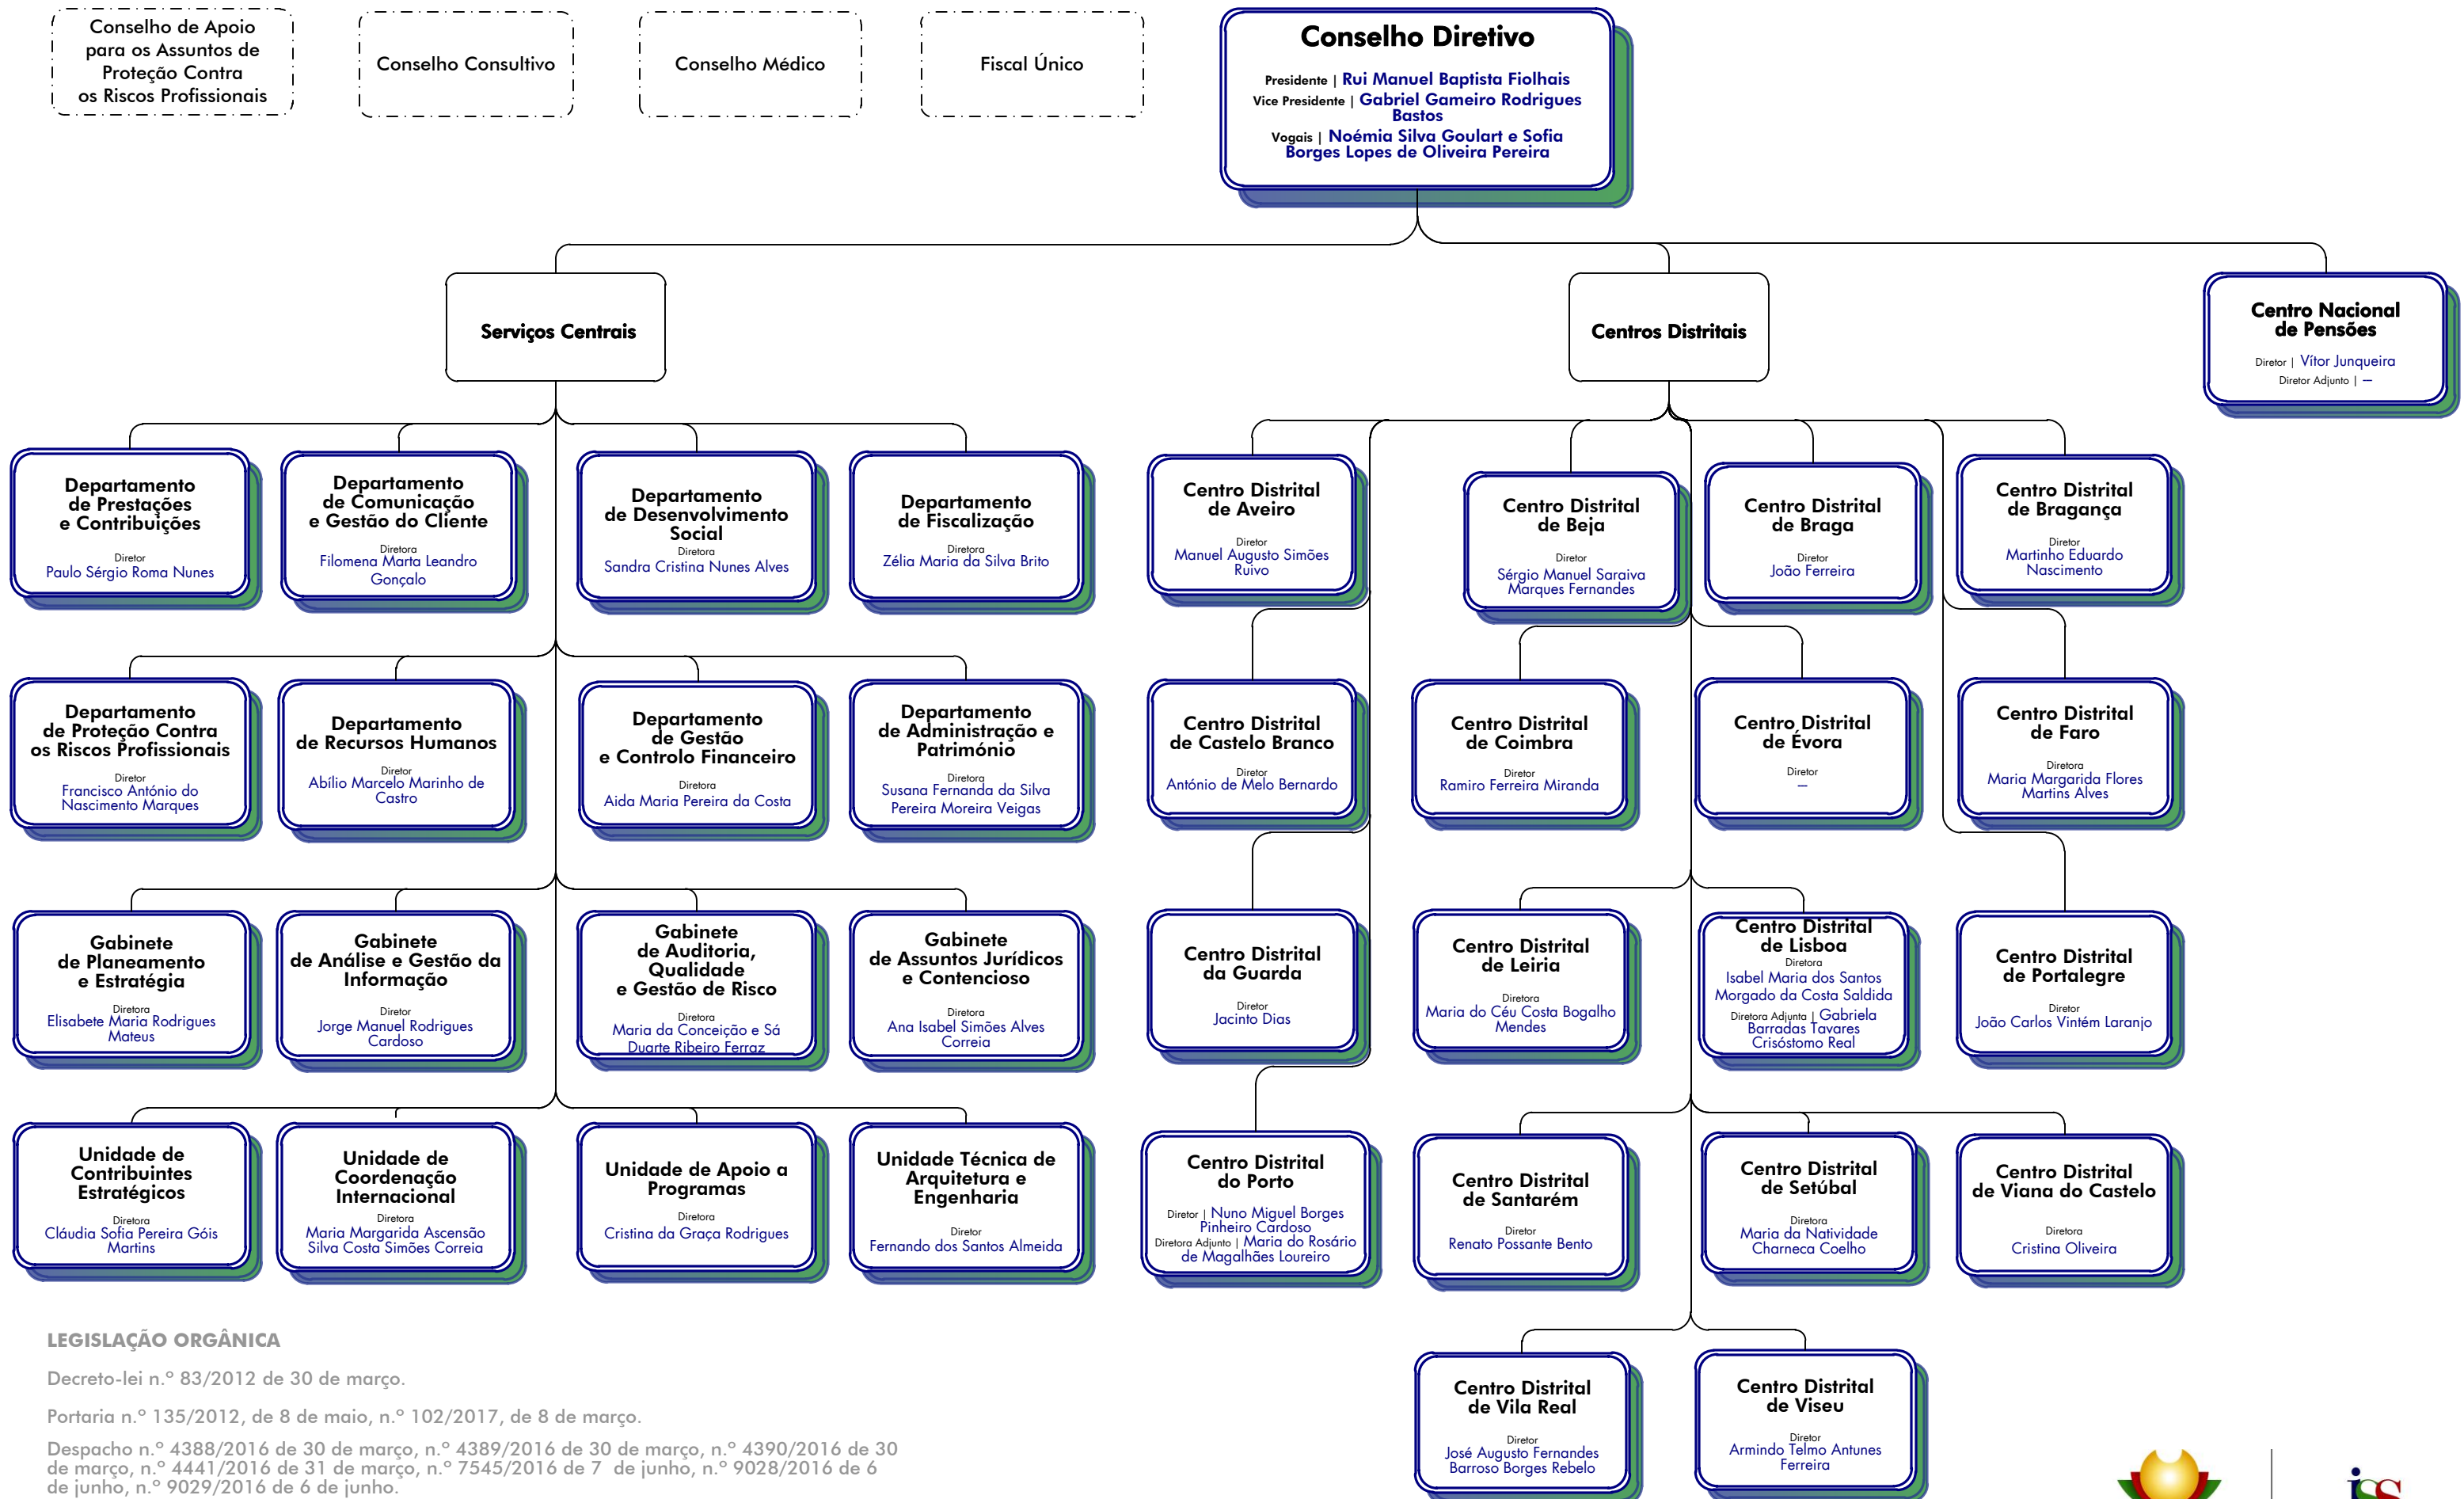 Conselho de Apoio
para os Assuntos de
Proteção Contra
os Riscos Profissionais
Conselho Consultivo
Conselho Médico
Fiscal Único
Conselho Diretivo
Presidente | Rui Manuel Baptista Fiolhais
Vice Presidente | Gabriel Gameiro Rodrigues
Bastos
Vogais | Noémia Silva Goulart e Sofia
Borges Lopes de Oliveira Pereira
Serviços Centrais
Centros Distritais
Centro Nacional
de Pensões
Diretor | Vítor Junqueira
Diretor Adjunto | —
Departamento
de Prestações
e Contribuições
Diretor
Paulo Sérgio Roma Nunes
Departamento
de Comunicação
e Gestão do Cliente
Diretora
Filomena Marta Leandro
Gonçalo
Departamento
de Desenvolvimento
Social
Diretora
Sandra Cristina Nunes Alves
Departamento
de Fiscalização
Diretora
Zélia Maria da Silva Brito
Centro Distrital
de Aveiro
Diretor
Manuel Augusto Simões
Ruivo
Centro Distrital
de Beja
Diretor
Sérgio Manuel Saraiva
Marques Fernandes
Centro Distrital
de Braga
Diretor
João Ferreira
Centro Distrital
de Bragança
Diretor
Martinho Eduardo
Nascimento
Departamento
de Proteção Contra
os Riscos Profissionais
Diretor
Francisco António do
Nascimento Marques
Departamento
de Recursos Humanos
Diretor
Abílio Marcelo Marinho de
Castro
Departamento
de Gestão
e Controlo Financeiro
Diretora
Aida Maria Pereira da Costa
Departamento
de Administração e
Património
Diretora
Susana Fernanda da Silva
Pereira Moreira Veigas
Centro Distrital
de Castelo Branco
Diretor
António de Melo Bernardo
Centro Distrital
de Coimbra
Diretor
Ramiro Ferreira Miranda
Centro Distrital
de Évora
Diretor
—
Centro Distrital
de Faro
Diretora
Maria Margarida Flores
Martins Alves
Gabinete
de Planeamento
e Estratégia
Diretora
Elisabete Maria Rodrigues
Mateus
Gabinete
de Análise e Gestão da
Informação
Diretor
Jorge Manuel Rodrigues
Cardoso
Gabinete
de Auditoria,
Qualidade
e Gestão de Risco
Diretora
Maria da Conceição e Sá
Duarte Ribeiro Ferraz
Gabinete
de Assuntos Jurídicos
e Contencioso
Diretora
Ana Isabel Simões Alves
Correia
Centro Distrital
da Guarda
Diretor
Jacinto Dias
Centro Distrital
de Leiria
Diretora
Maria do Céu Costa Bogalho
Mendes
Centro Distrital
de Lisboa
Diretora
Isabel Maria dos Santos
Morgado da Costa Saldida
Diretora Adjunta | Gabriela
Barradas Tavares
Crisóstomo Real
Centro Distrital
de Portalegre
Diretor
João Carlos Vintém Laranjo
Unidade de
Contribuintes
Estratégicos
Diretora
Cláudia Sofia Pereira Góis
Martins
Unidade de
Coordenação
Internacional
Diretora
Maria Margarida Ascensão
Silva Costa Simões Correia
Unidade de Apoio a
Programas
Diretora
Cristina da Graça Rodrigues
Unidade Técnica de
Arquitetura e
Engenharia
Diretor
Fernando dos Santos Almeida
Centro Distrital
do Porto
Diretor | Nuno Miguel Borges
Pinheiro Cardoso
Diretora Adjunto | Maria do Rosário
de Magalhães Loureiro
Centro Distrital
de Santarém
Diretor
Renato Possante Bento
Centro Distrital
de Setúbal
Diretora
Maria da Natividade
Charneca Coelho
Centro Distrital
de Viana do Castelo
Diretora
Cristina Oliveira
Centro Distrital
de Vila Real
Diretor
José Augusto Fernandes
Barroso Borges Rebelo
Centro Distrital
de Viseu
Diretor
Armindo Telmo Antunes
Ferreira
LEGISLAÇÃO ORGÂNICA
Decreto-lei n.º 83/2012 de 30 de março.
Portaria n.º 135/2012, de 8 de maio, n.º 102/2017, de 8 de março.
Despacho n.º 4388/2016 de 30 de março, n.º 4389/2016 de 30 de março, n.º 4390/2016 de 30
de março, n.º 4441/2016 de 31 de março, n.º 7545/2016 de 7 de junho, n.º 9028/2016 de 6
de junho, n.º 9029/2016 de 6 de junho.
iss